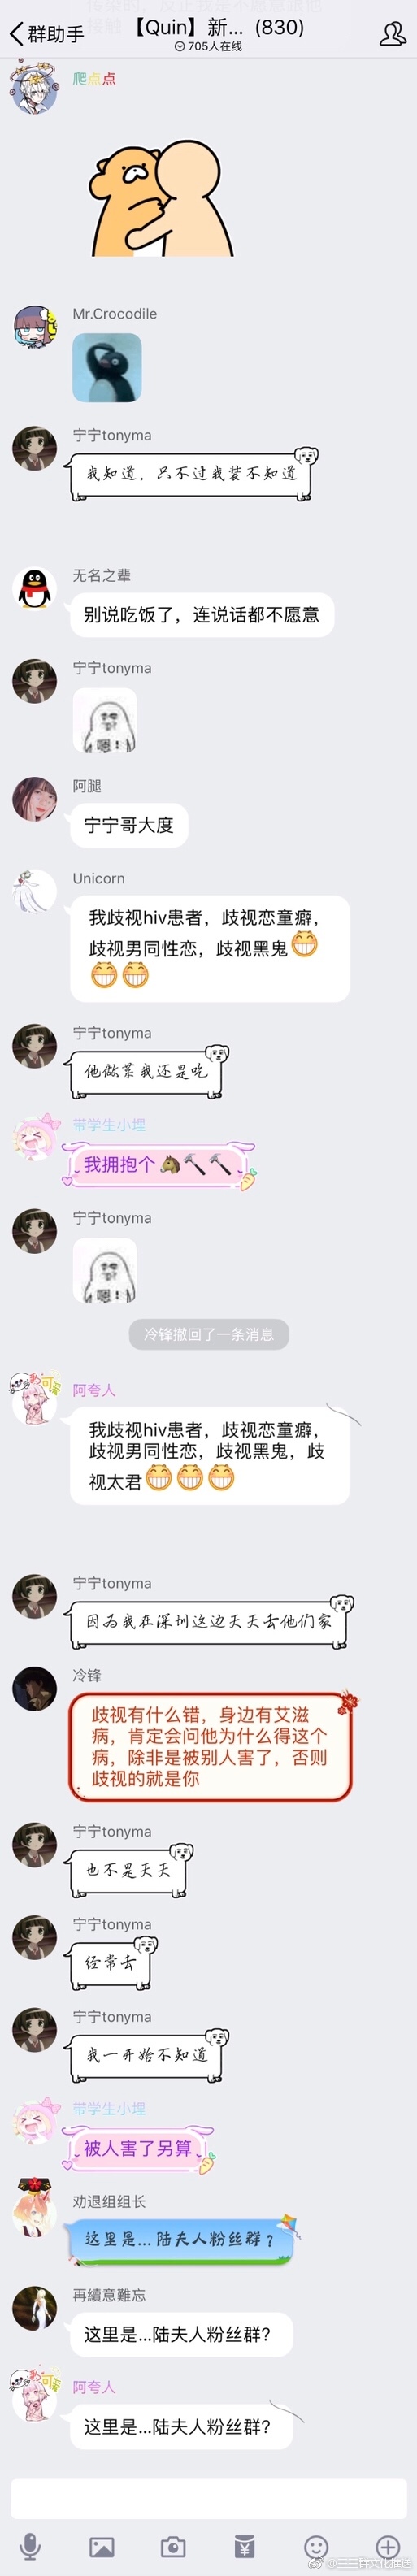 群助手
【Quin】新... (830)
705人在线
爬点点
Mr.Crocodile
宁宁tonyma
我知道，只不过我装不知道
无名之辈
别说吃饭了，连说话都不愿意
宁宁tonyma
阿腿
宁宁哥大度
Unicorn
我歧视hiv患者，歧视恋童癖，
歧视男同性恋，歧视黑鬼😁
😁😁
宁宁tonyma
他做菜我还是吃
带学生小埋
我拥抱个🐴🔨🔨
宁宁tonyma
冷锋撤回了一条消息
阿夸人
我歧视hiv患者，歧视恋童癖，
歧视男同性恋，歧视黑鬼，歧
视太君😁😁😁
宁宁tonyma
因为我在深圳这边天天去他们家
冷锋
歧视有什么错，身边有艾滋
病，肯定会问他为什么得这个
病，除非是被别人害了，否则
歧视的就是你
宁宁tonyma
也不是天天
宁宁tonyma
经常去
宁宁tonyma
我一开始不知道
带学生小埋
被人害了另算
劝退组组长
这里是...陆夫人粉丝群？
再續意難忘
这里是...陆夫人粉丝群？
阿夸人
这里是...陆夫人粉丝群？